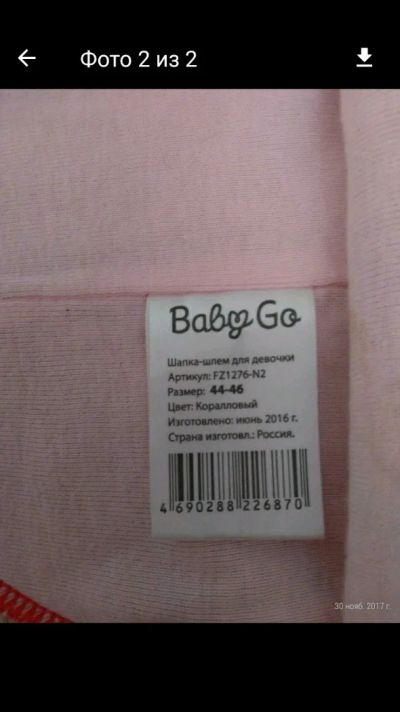 Фото 2 из 2
Baby Go
Шапка-шлем для девочки
Артикул: FZ1276-N2
Размер: 44-46
Цвет: Коралловый
Изготовлено: июнь 2016 г.
Страна изготовл.: Россия.
4 690288 226870
30 нояб. 2017 г.